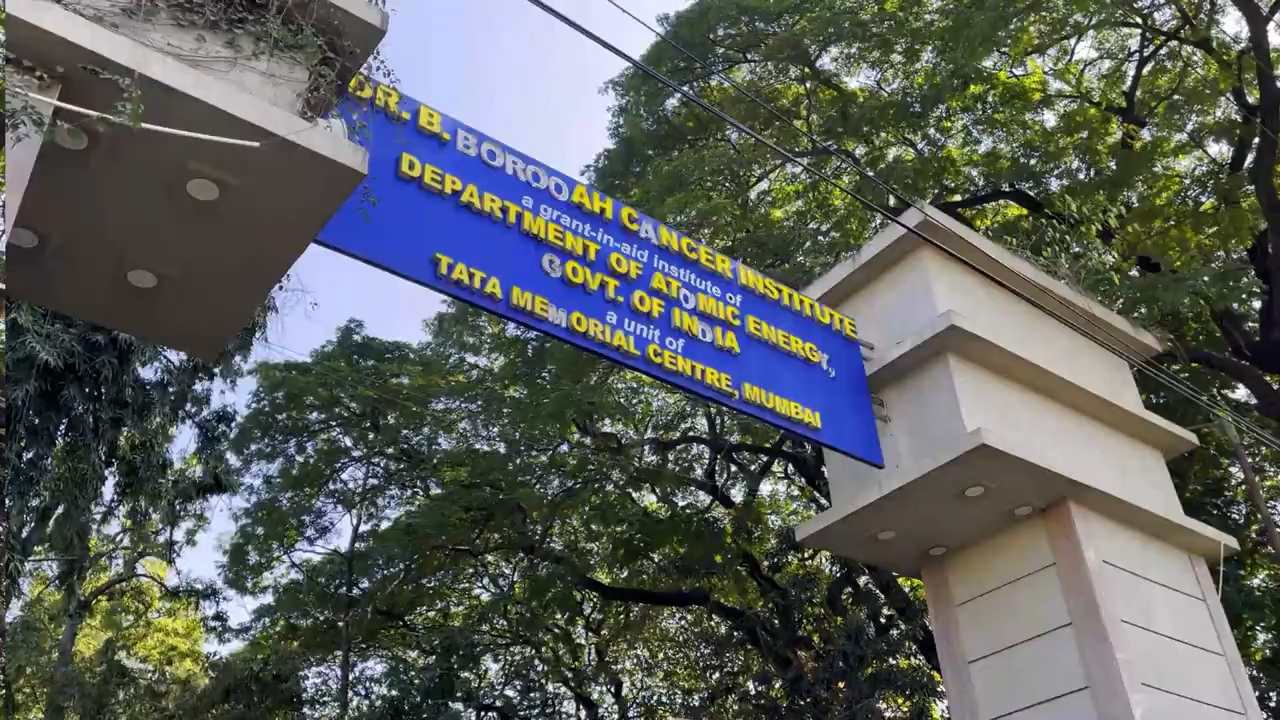 DR. B. BOROOAH CANCER INSTITUTE
a grant-in-aid institute of
DEPARTMENT OF ATOMIC ENERGY,
GOVT. OF INDIA
a unit of
TATA MEMORIAL CENTRE, MUMBAI